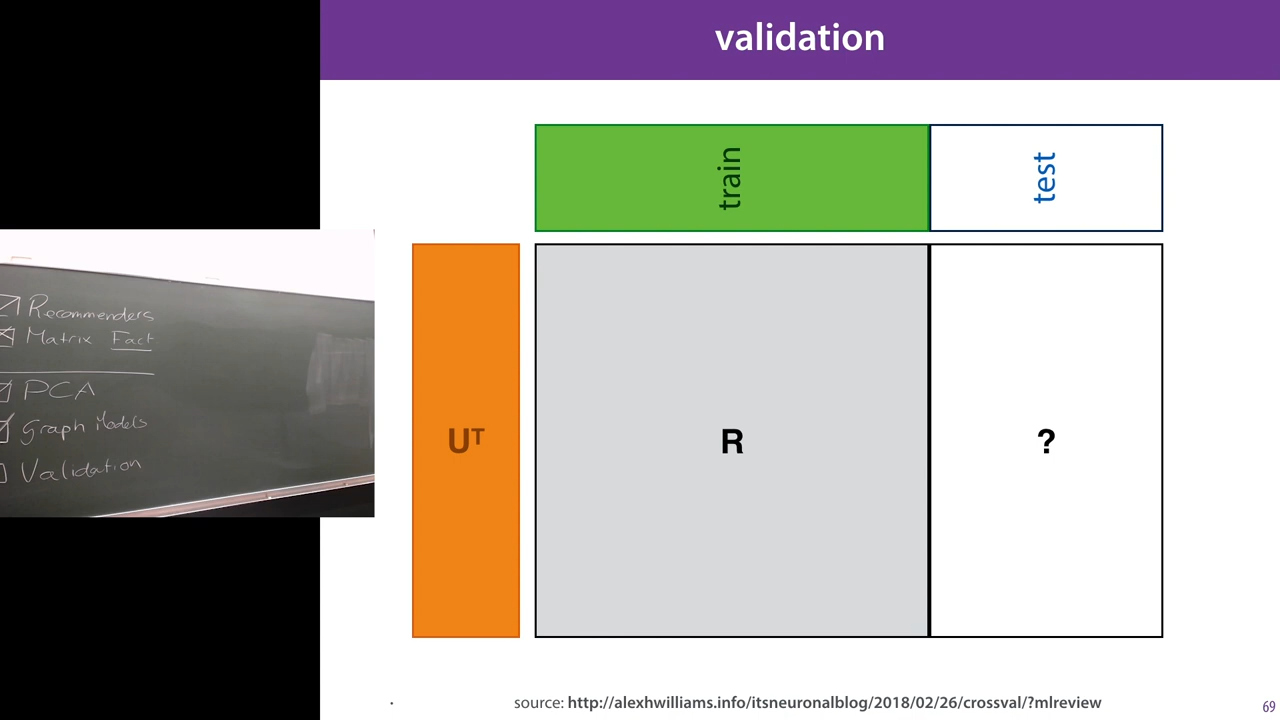 validation
train
test
Uᵀ
R
?
Recommenders
Matrix Fact
PCA
Graph Models
Validation
source: http://alexhwilliams.info/itsneuronalblog/2018/02/26/crossval/?mlreview
69